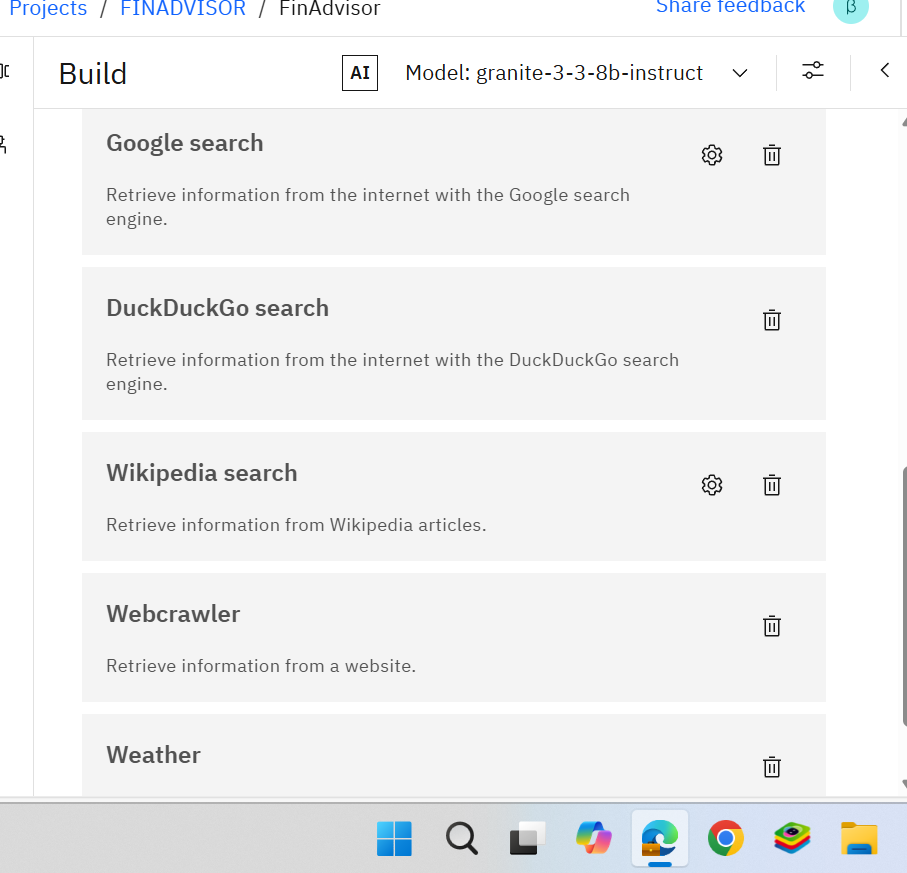 Projects / FINADVISOR / FinAdvisor
Share feedback
β
Build
AI
Model: granite-3-3-8b-instruct
Google search
Retrieve information from the internet with the Google search
engine.
DuckDuckGo search
Retrieve information from the internet with the DuckDuckGo search
engine.
Wikipedia search
Retrieve information from Wikipedia articles.
Webcrawler
Retrieve information from a website.
Weather